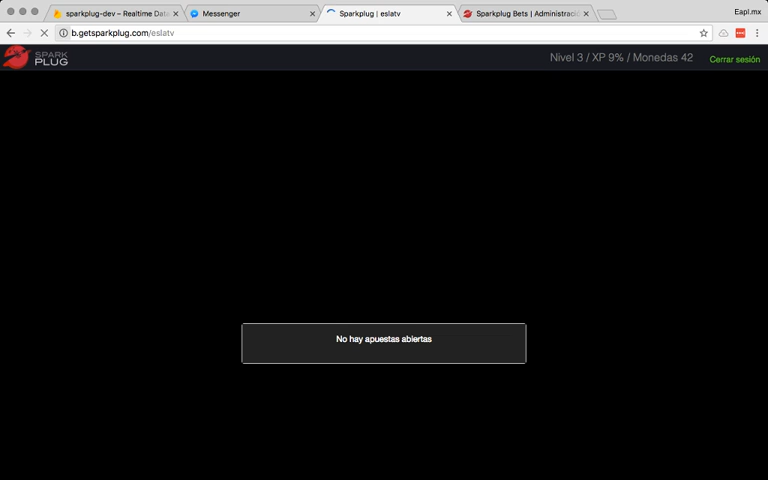 sparkplug-dev – Realtime Data
Messenger
Sparkplug | eslatv
Sparkplug Bets | Administraci
Eapl.mx
b.getsparkplug.com/eslatv
SPARK
PLUG
Nivel 3 / XP 9% / Monedas 42
Cerrar sesión
No hay apuestas abiertas